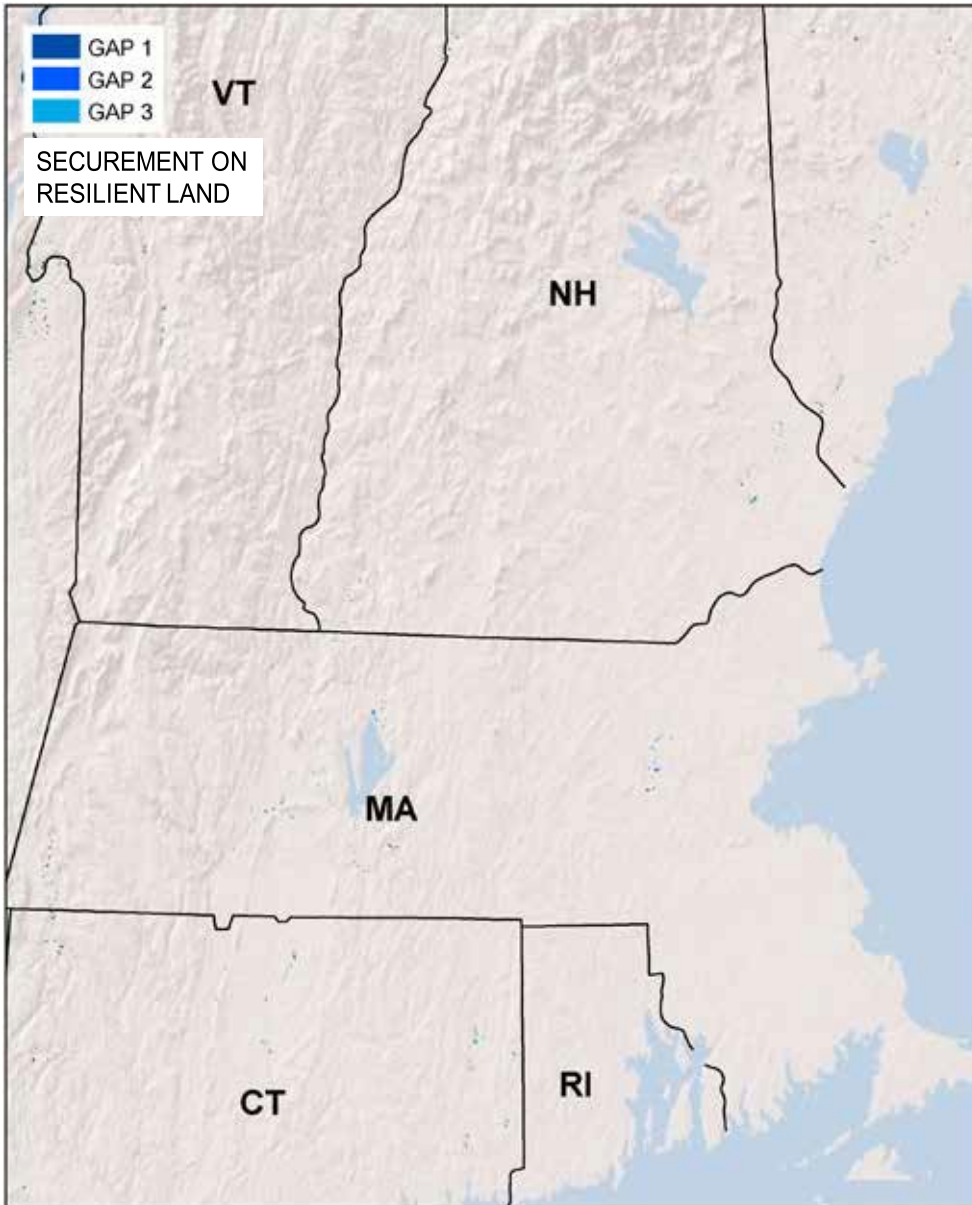 GAP 1
GAP 2
GAP 3
SECUREMENT ON
RESILIENT LAND
VT
NH
MA
CT
RI